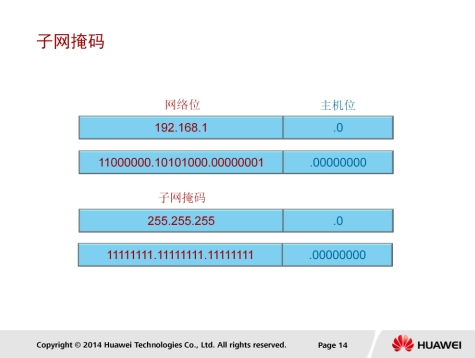 子网掩码
网络位 主机位
192.168.1 .0
11000000.10101000.00000001 .00000000
子网掩码
255.255.255 .0
11111111.11111111.11111111 .00000000
Copyright © 2014 Huawei Technologies Co., Ltd. All rights reserved. Page 14 HUAWEI